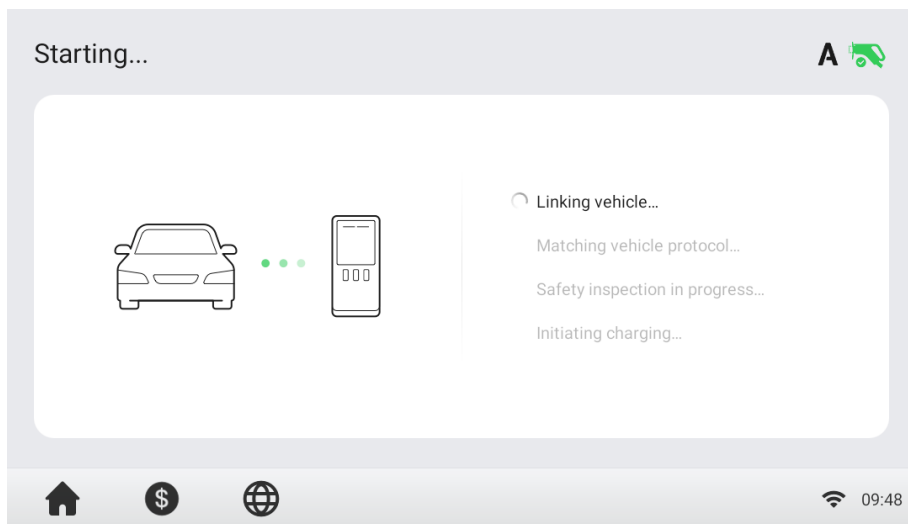 Starting...
A
Linking vehicle...
Matching vehicle protocol...
Safety inspection in progress...
Initiating charging...
$
09:48